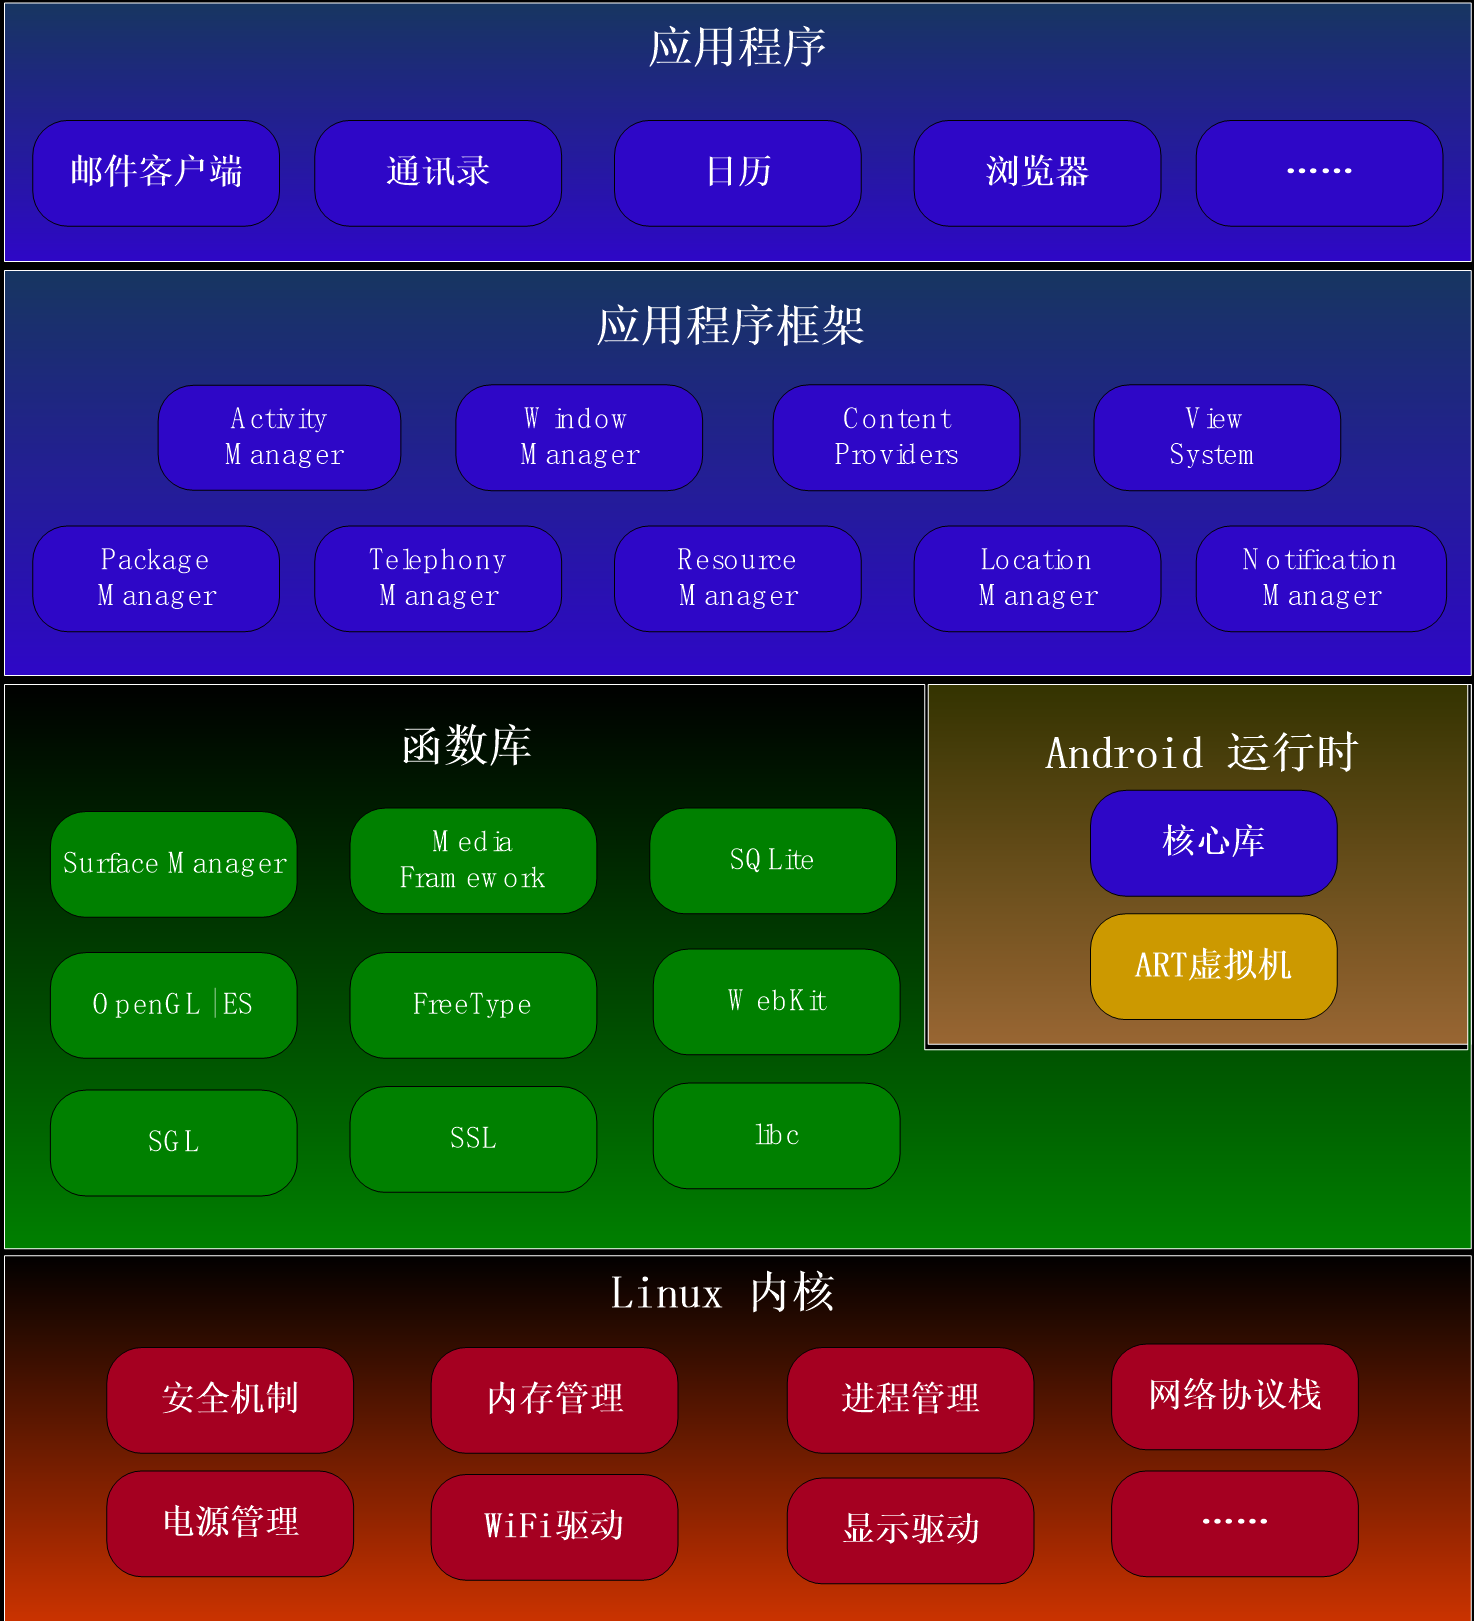 应用程序
邮件客户端
通讯录
日历
浏览器
……
应用程序框架
Activity
Manager
Window
Manager
Content
Providers
View
System
Package
Manager
Telephony
Manager
Resource
Manager
Location
Manager
Notification
Manager
函数库
Surface Manager
Media
Framework
SQLite
OpenGL|ES
FreeType
WebKit
SGL
SSL
libc
Android 运行时
核心库
ART虚拟机
Linux 内核
安全机制
内存管理
进程管理
网络协议栈
电源管理
WiFi驱动
显示驱动
……